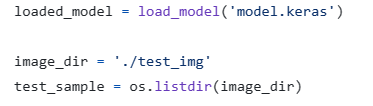 loaded_model = load_model('model.keras')
image_dir = './test_img'
test_sample = os.listdir(image_dir)